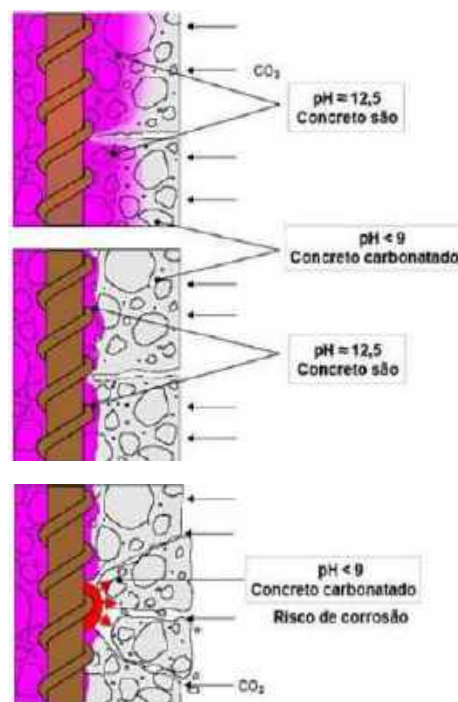 CO₂
pH ≈ 12,5
Concreto são
pH < 9
Concreto carbonatado
pH ≈ 12,5
Concreto são
pH < 9
Concreto carbonatado
Risco de corrosão
CO₂